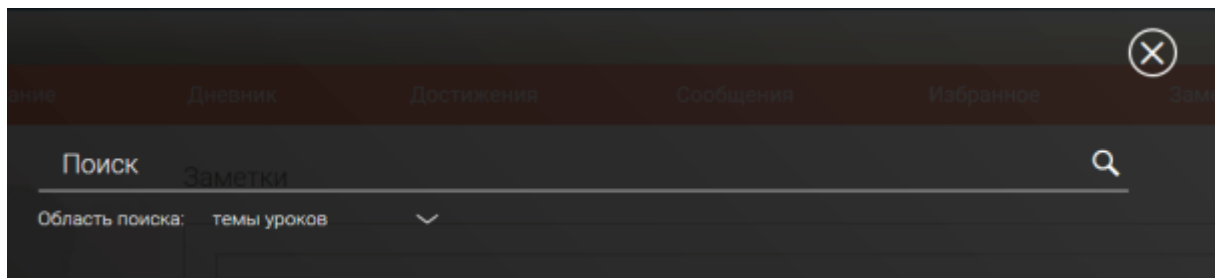 Дневник Достижения Сообщения Избранное
Поиск
Заметки
Область поиска: темы уроков